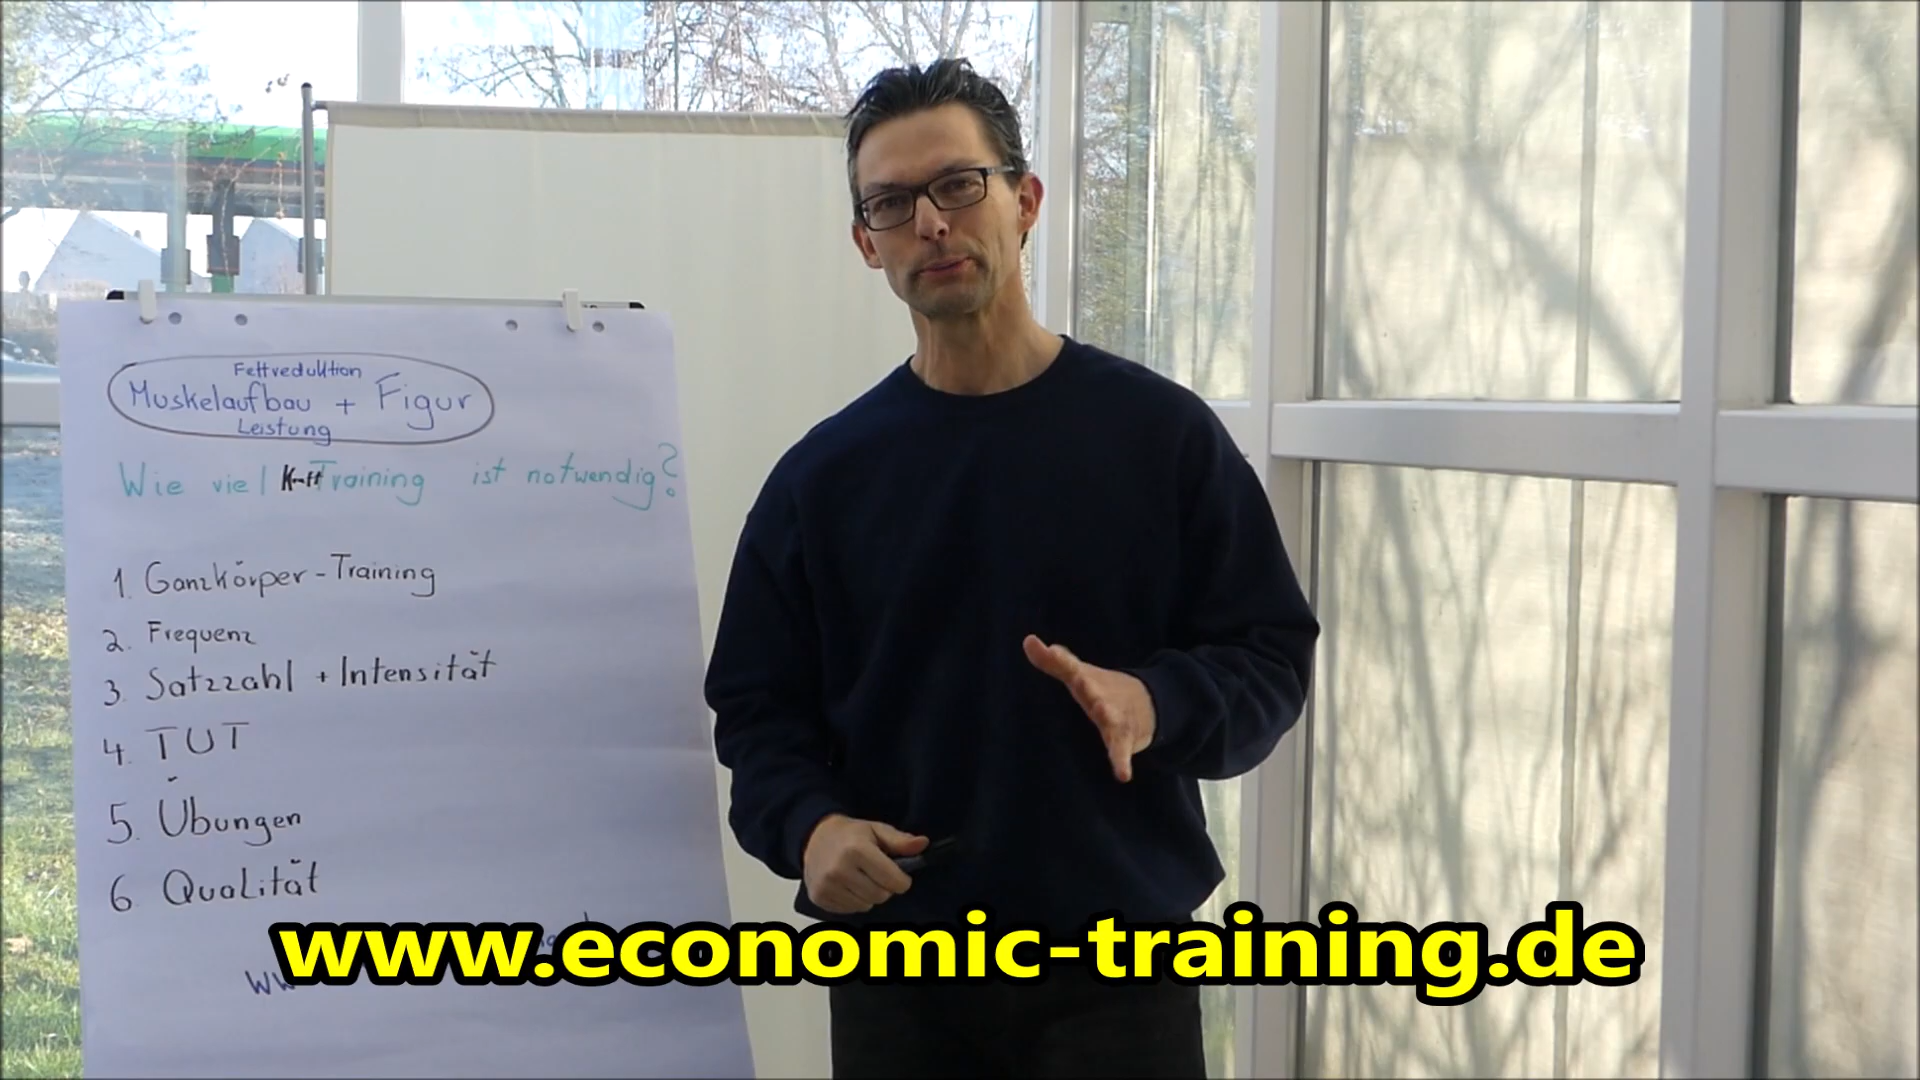 Fettreduktion
Muskelaufbau + Figur
Leistung
Wie viel Kraft Training ist notwendig?
1. Ganzkörper-Training
2. Frequenz
3. Satzzahl + Intensität
4. TUT
5. Übungen
6 Qualität
www.economic-training.de